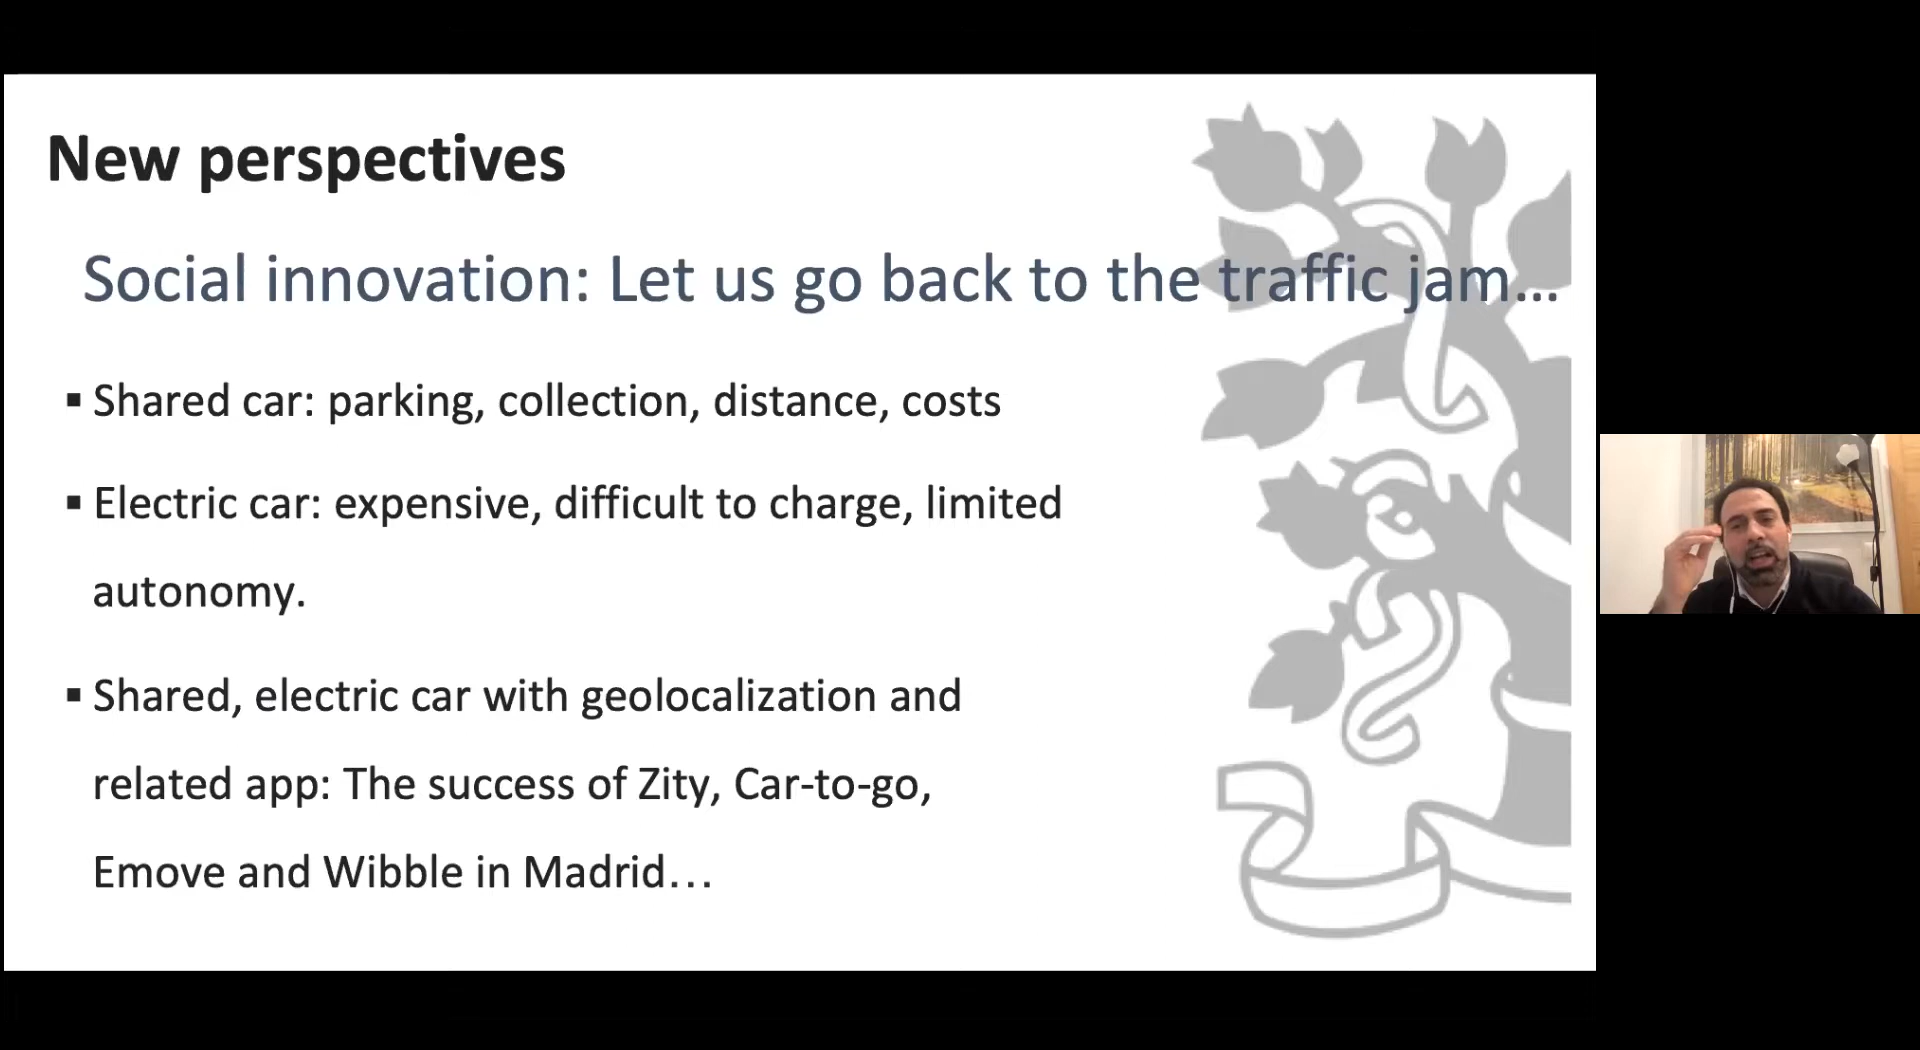 New perspectives
Social innovation: Let us go back to the traffic jam...
▪ Shared car: parking, collection, distance, costs
▪ Electric car: expensive, difficult to charge, limited
autonomy.
▪ Shared, electric car with geolocalization and
related app: The success of Zity, Car-to-go,
Emove and Wibble in Madrid...